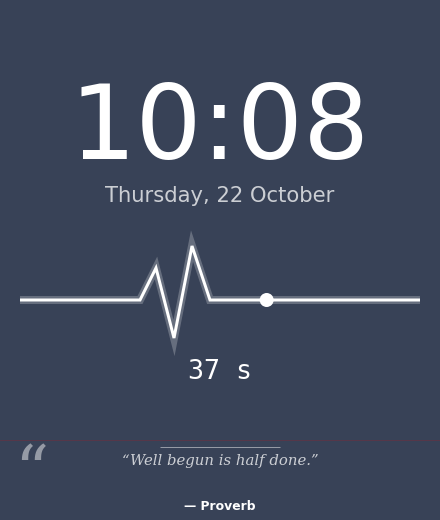 10:08
Thursday, 22 October
37 s
“
“Well begun is half done.”
— Proverb